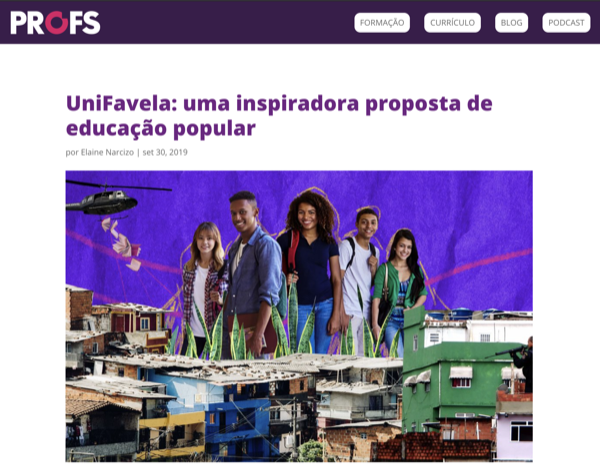 PROFS
FORMAÇÃO
CURRÍCULO
BLOG
PODCAST
UniFavela: uma inspiradora proposta de
educação popular
por Elaine Narcizo | set 30, 2019